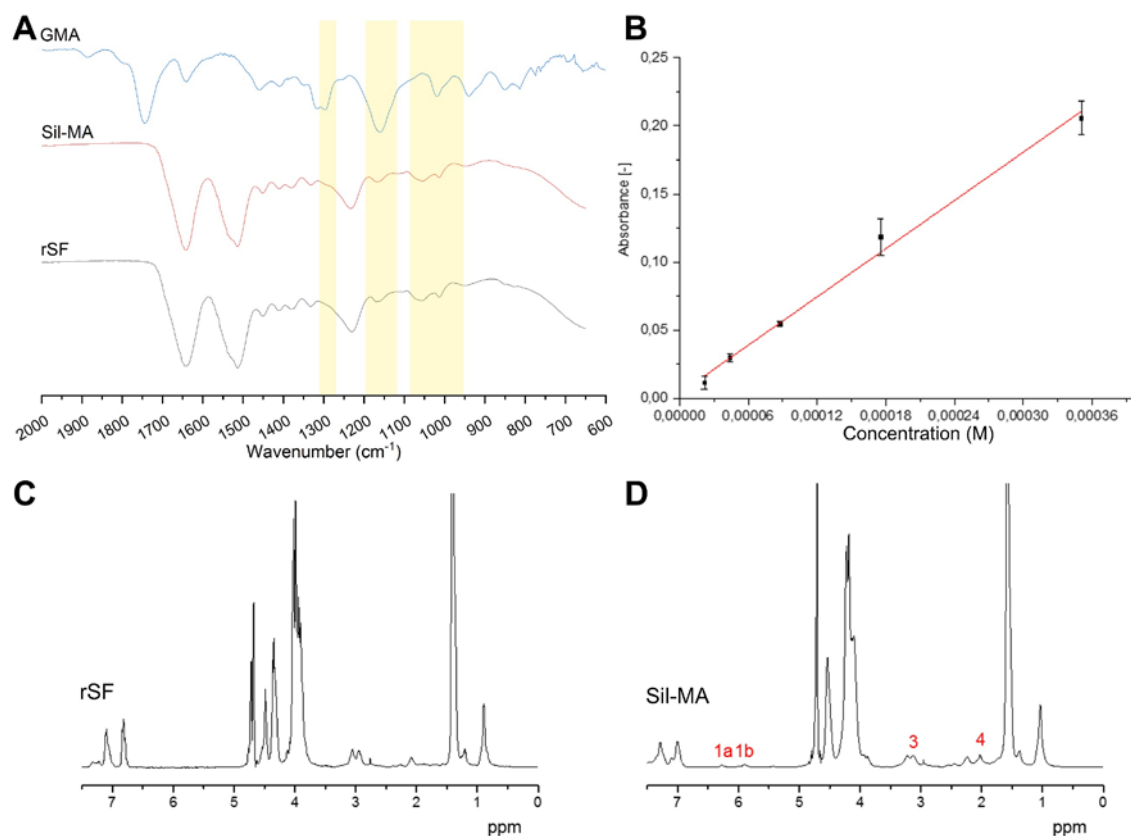 A
GMA
Sil-MA
rSF
2000 1900 1800 1700 1600 1500 1400 1300 1200 1100 1000 900 800 700 600
Wavenumber (cm⁻¹)
B
Absorbance [-]
0,25
0,20
0,15
0,10
0,05
0,00
0,00000 0,00006 0,00012 0,00018 0,00024 0,00030 0,00036
Concentration (M)
C
rSF
7 6 5 4 3 2 1 0
ppm
D
Sil-MA
1a 1b 3 4
7 6 5 4 3 2 1 0
ppm